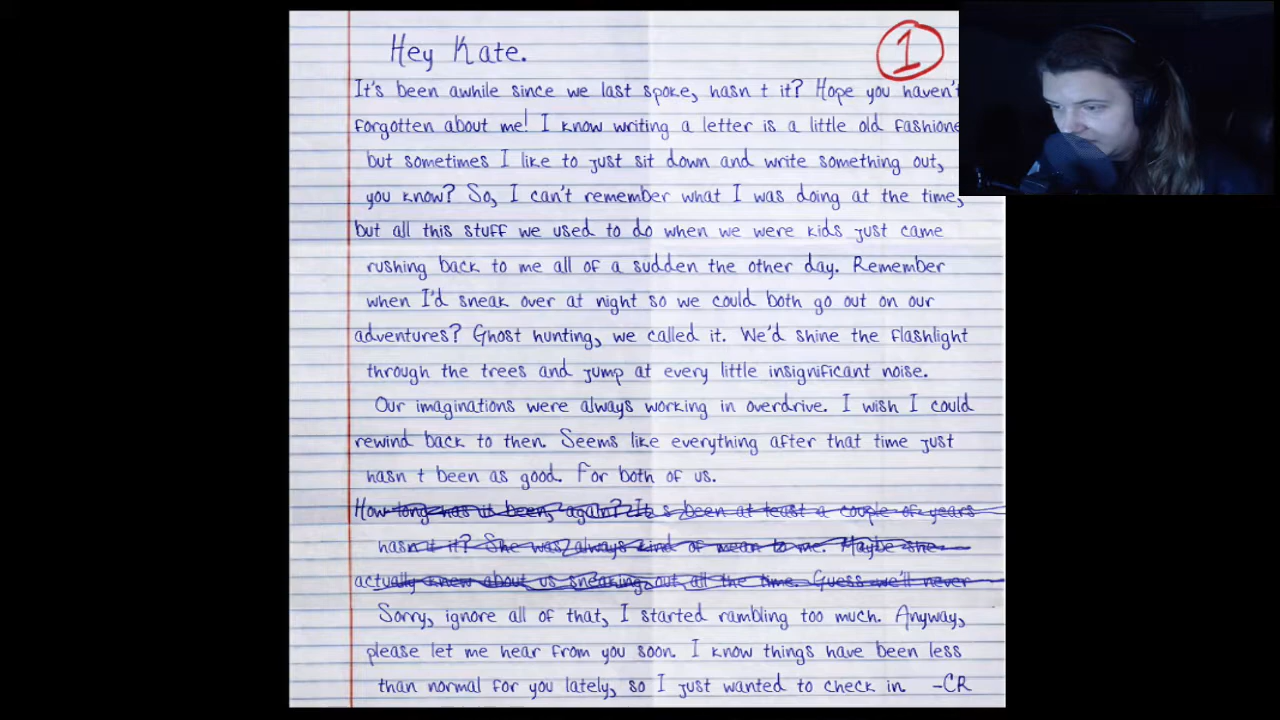 Hey Kate.
1
It's been awhile since we last spoke, hasn t it? Hope you haven't
forgotten about me! I know writing a letter is a little old fashione
but sometimes I like to just sit down and write something out,
you know? So, I can't remember what I was doing at the time,
but all this stuff we used to do when we were kids just came
rushing back to me all of a sudden the other day. Remember
when I'd sneak over at night so we could both go out on our
adventures? Ghost hunting, we called it. We'd shine the flashlight
through the trees and jump at every little insignificant noise.
Our imaginations were always working in overdrive. I wish I could
rewind back to then. Seems like everything after that time just
hasn t been as good. For both of us.
How long has it been, again? It s been at least a couple of years
hasn t it? She was always kind of mean to me. Maybe she
actually knew about us sneaking out all the time. Guess we'll never
Sorry, ignore all of that, I started rambling too much. Anyway,
please let me hear from you soon. I know things have been less
than normal for you lately, so I just wanted to check in. -CR